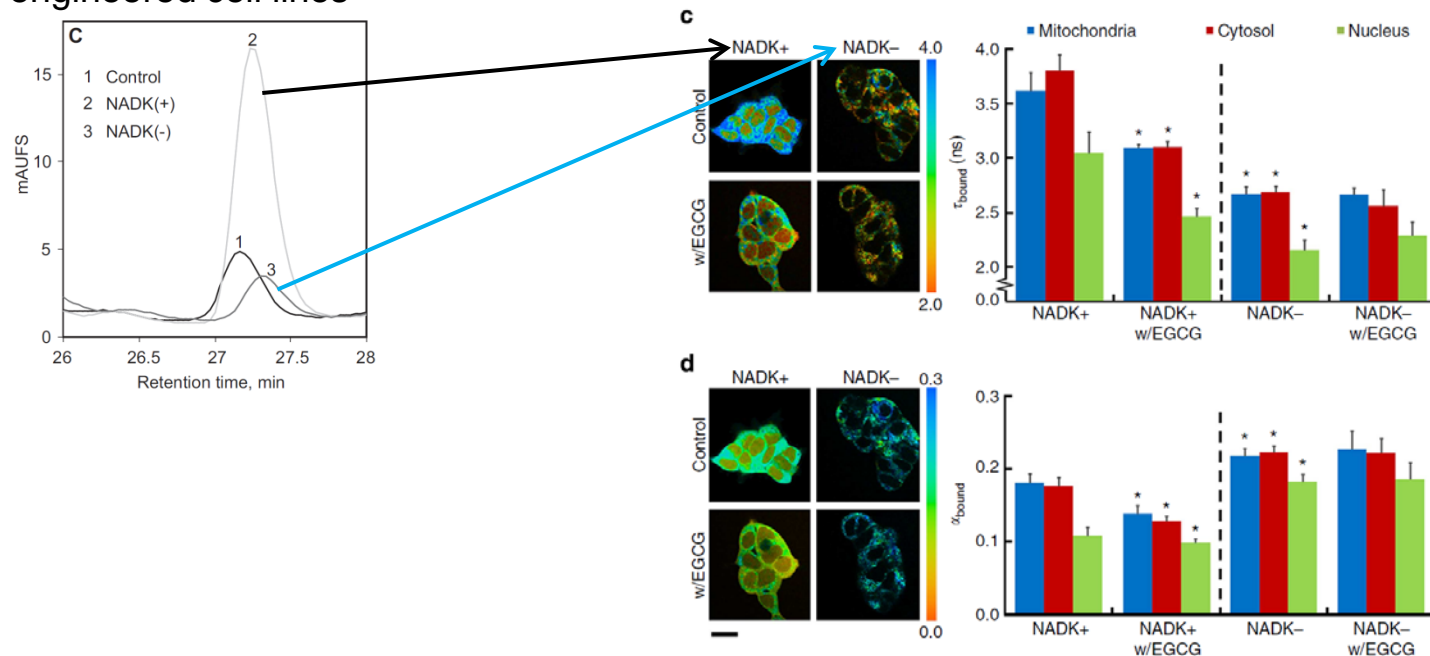 engineered cell lines
C
1 Control
2 NADK(+)
3 NADK(-)
2
1
3
15
10
5
0
mAUFS
26 26.5 27 27.5 28
Retention time, min
c
NADK+ NADK– 4.0
Control
w/EGCG
2.0
Mitochondria Cytosol Nucleus
4.0
3.5
3.0
2.5
2.0
0.0
τbound (ns)
* *
*
* *
*
NADK+ NADK+ NADK– NADK–
w/EGCG w/EGCG
d
NADK+ NADK– 0.3
Control
w/EGCG
0.0
0.3
0.2
0.1
0.0
αbound
* * *
* * *
NADK+ NADK+ NADK– NADK–
w/EGCG w/EGCG